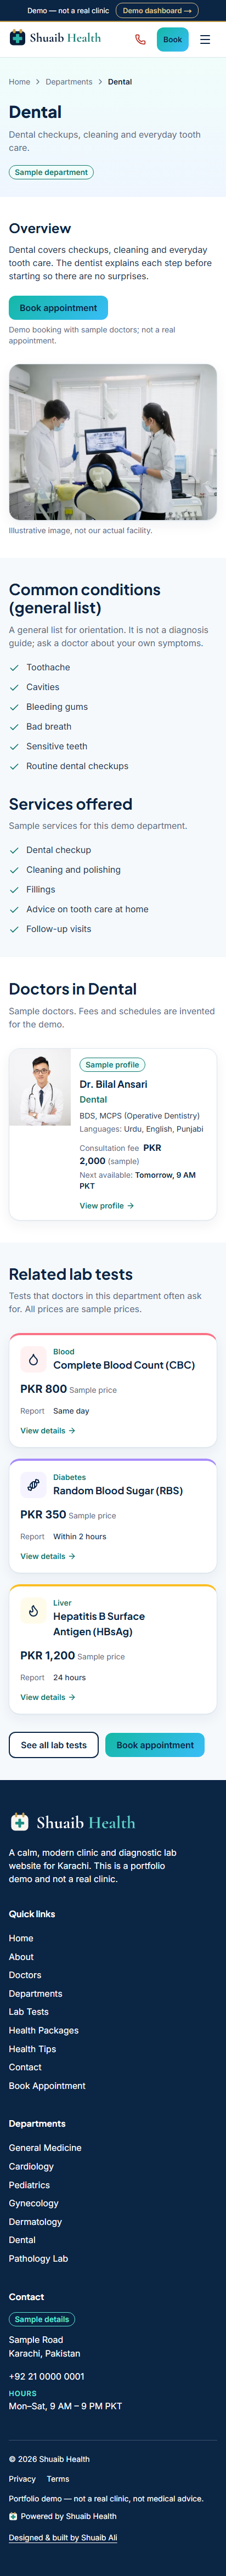 Demo — not a real clinic Demo dashboard →
Shuaib Health Book
Home > Departments > Dental
Dental
Dental checkups, cleaning and everyday tooth
care.
Sample department
Overview
Dental covers checkups, cleaning and everyday
tooth care. The dentist explains each step before
starting so there are no surprises.
Book appointment
Demo booking with sample doctors; not a real
appointment.
Illustrative image, not our actual facility.
Common conditions
(general list)
A general list for orientation. It is not a diagnosis
guide; ask a doctor about your own symptoms.
Toothache
Cavities
Bleeding gums
Bad breath
Sensitive teeth
Routine dental checkups
Services offered
Sample services for this demo department.
Dental checkup
Cleaning and polishing
Fillings
Advice on tooth care at home
Follow-up visits
Doctors in Dental
Sample doctors. Fees and schedules are invented
for the demo.
Sample profile
Dr. Bilal Ansari
Dental
BDS, MCPS (Operative Dentistry)
Languages: Urdu, English, Punjabi
Consultation fee PKR
2,000 (sample)
Next available: Tomorrow, 9 AM
PKT
View profile →
Related lab tests
Tests that doctors in this department often ask
for. All prices are sample prices.
Blood
Complete Blood Count (CBC)
PKR 800 Sample price
Report Same day
View details →
Diabetes
Random Blood Sugar (RBS)
PKR 350 Sample price
Report Within 2 hours
View details →
Liver
Hepatitis B Surface
Antigen (HBsAg)
PKR 1,200 Sample price
Report 24 hours
View details →
See all lab tests Book appointment
Shuaib Health
A calm, modern clinic and diagnostic lab
website for Karachi. This is a portfolio
demo and not a real clinic.
Quick links
Home
About
Doctors
Departments
Lab Tests
Health Packages
Health Tips
Contact
Book Appointment
Departments
General Medicine
Cardiology
Pediatrics
Gynecology
Dermatology
Dental
Pathology Lab
Contact
Sample details
Sample Road
Karachi, Pakistan
+92 21 0000 0001
HOURS
Mon–Sat, 9 AM – 9 PM PKT
© 2026 Shuaib Health
Privacy Terms
Portfolio demo — not a real clinic, not medical advice.
Powered by Shuaib Health
Designed & built by Shuaib Ali